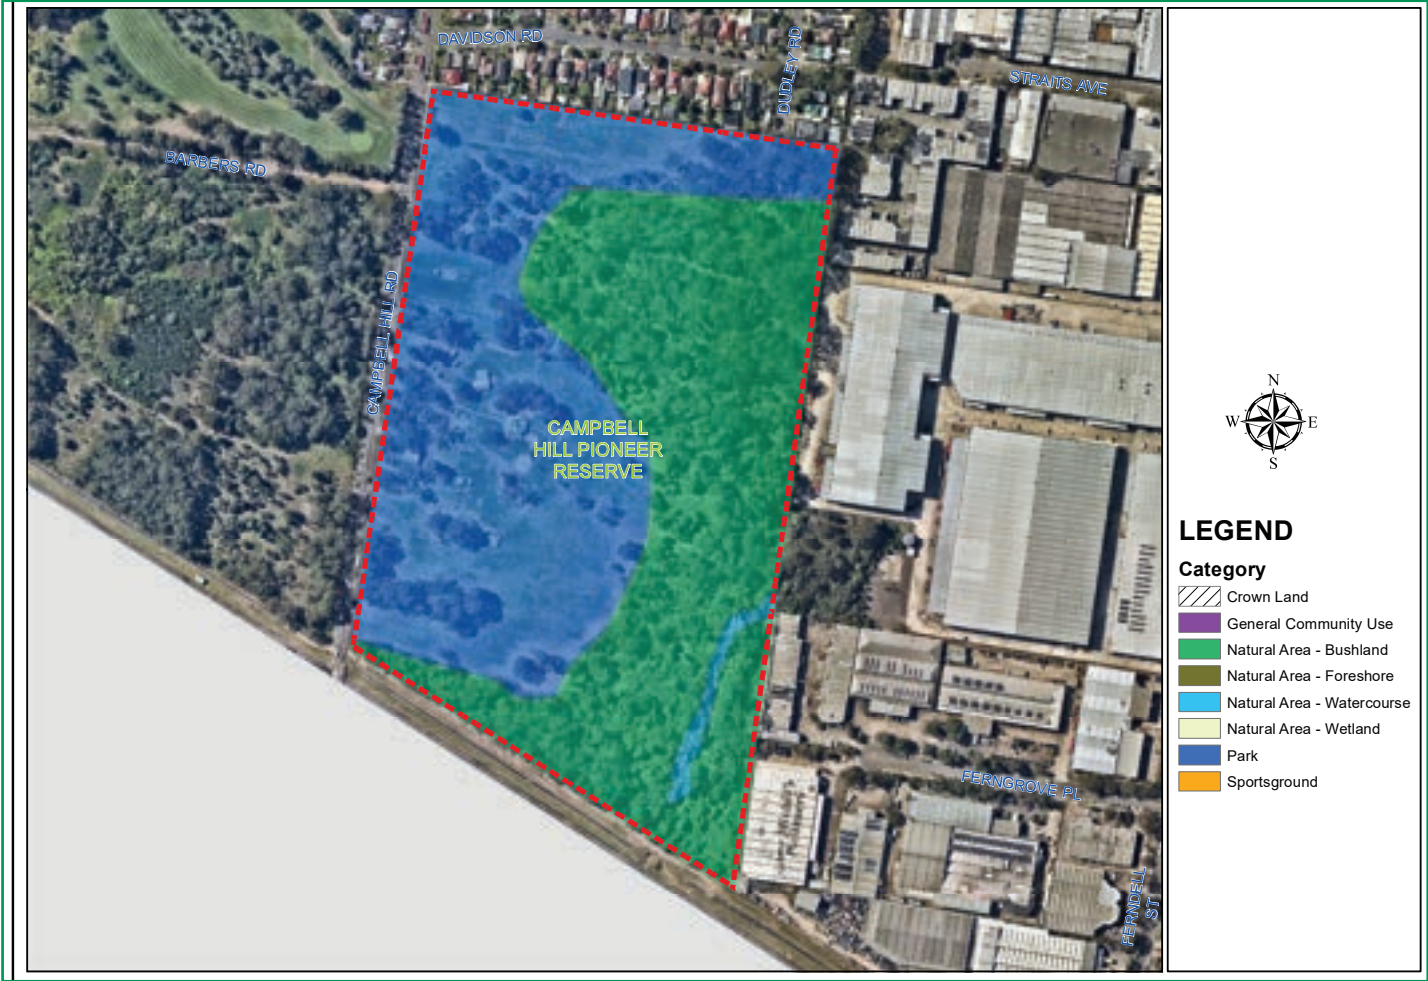 DAVIDSON RD
DUDLEY RD
STRAITS AVE
BARBERS RD
CAMPBELL HILL RD
CAMPBELL
HILL PIONEER
RESERVE
FERNGROVE PL
FERNDELL
ST
N
W
E
S
LEGEND
Category
Crown Land
General Community Use
Natural Area - Bushland
Natural Area - Foreshore
Natural Area - Watercourse
Natural Area - Wetland
Park
Sportsground